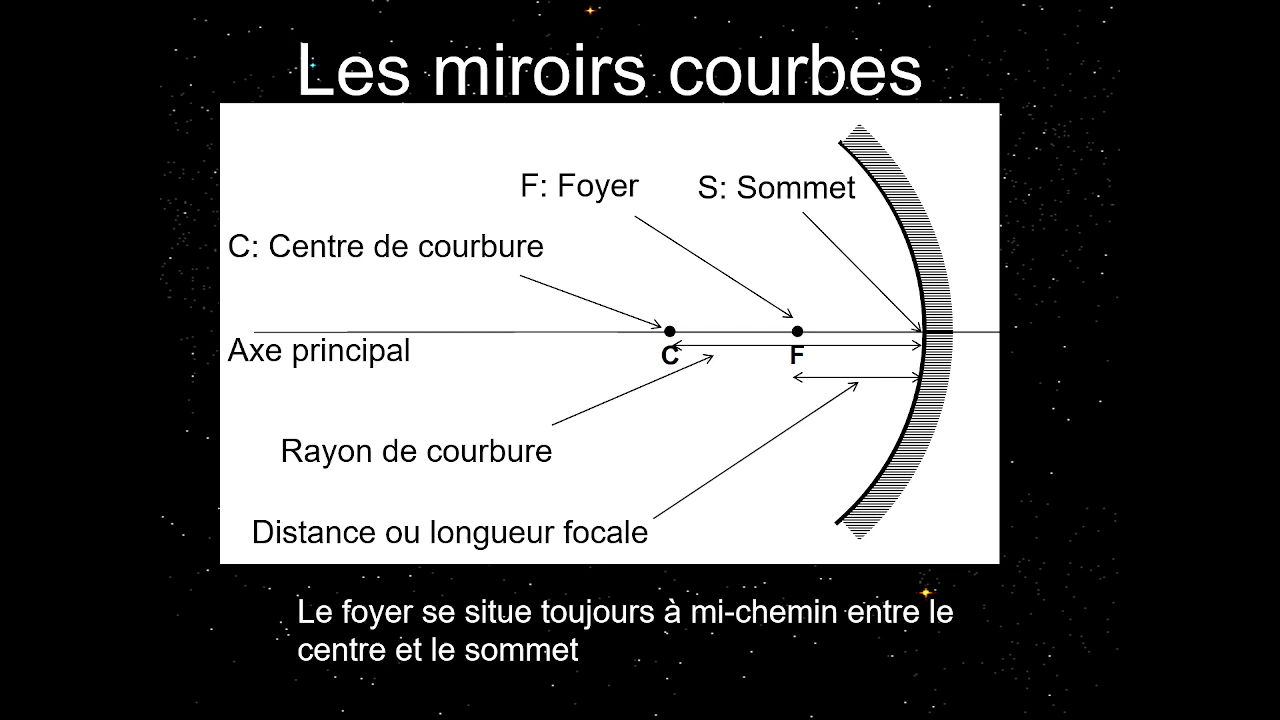 Les miroirs courbes
F: Foyer
S: Sommet
C: Centre de courbure
Axe principal
C
F
Rayon de courbure
Distance ou longueur focale
Le foyer se situe toujours à mi-chemin entre le
centre et le sommet